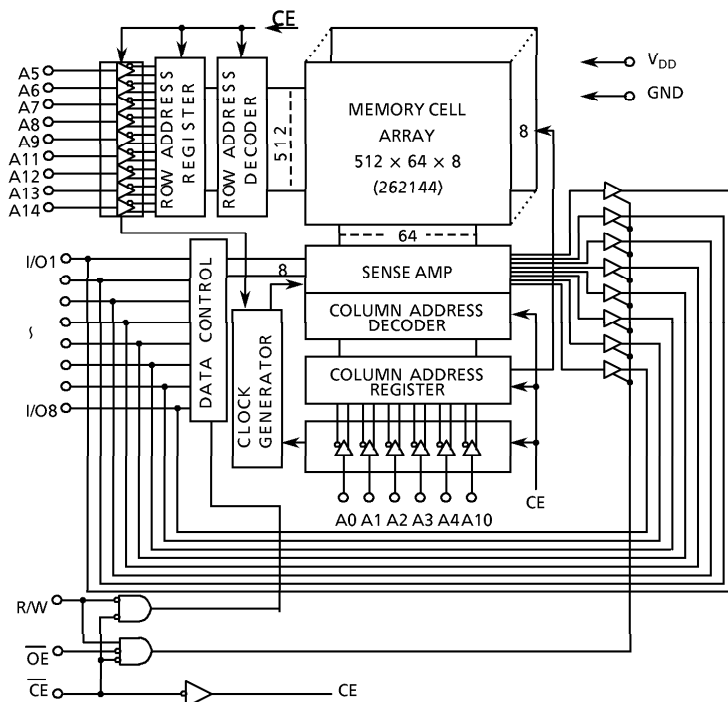 CE
A5
A6
A7
A8
A9
A11
A12
A13
A14
ROW ADDRESS
REGISTER
ROW ADDRESS
DECODER
512
MEMORY CELL
ARRAY
512 × 64 × 8
(262144)
8
VDD
GND
64
I/O1
~
I/O8
DATA CONTROL
8
SENSE AMP
COLUMN ADDRESS
DECODER
CLOCK
GENERATOR
COLUMN ADDRESS
REGISTER
A0 A1 A2 A3 A4 A10
CE
R/W
OE
CE
CE